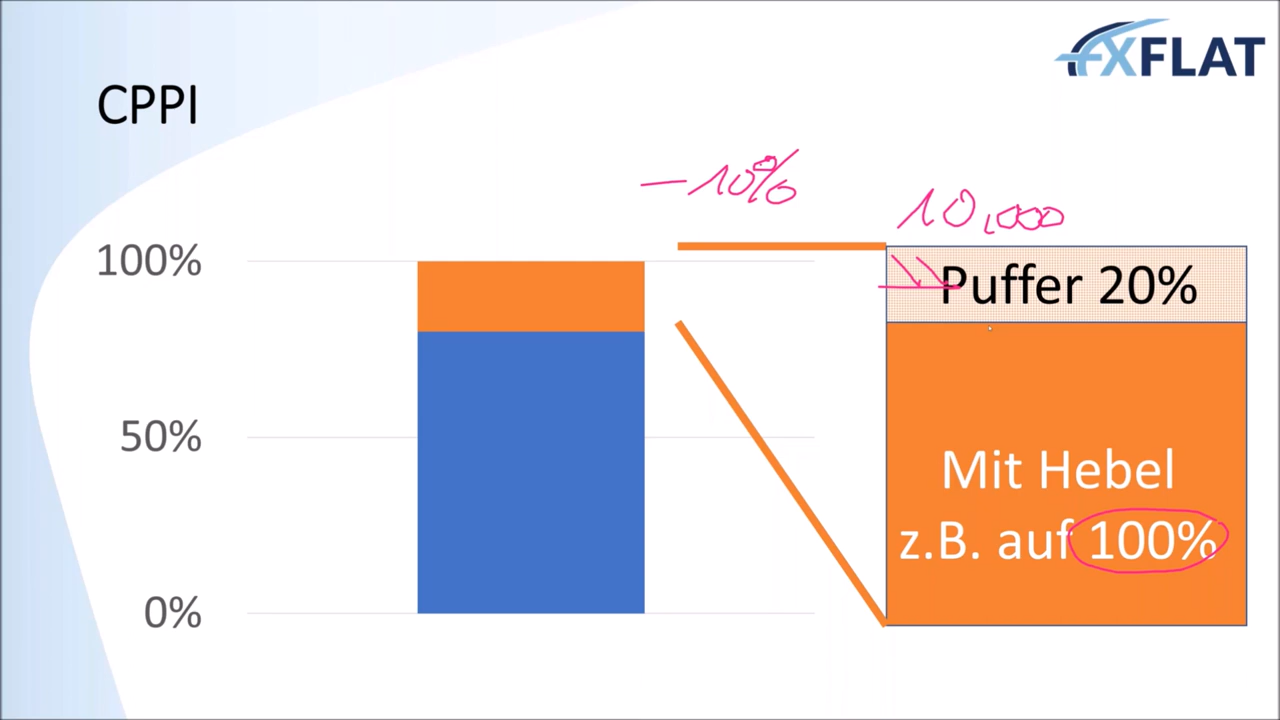 FXFLAT
CPPI
-10%
10,000
100%
50%
0%
Puffer 20%
Mit Hebel
z.B. auf 100%